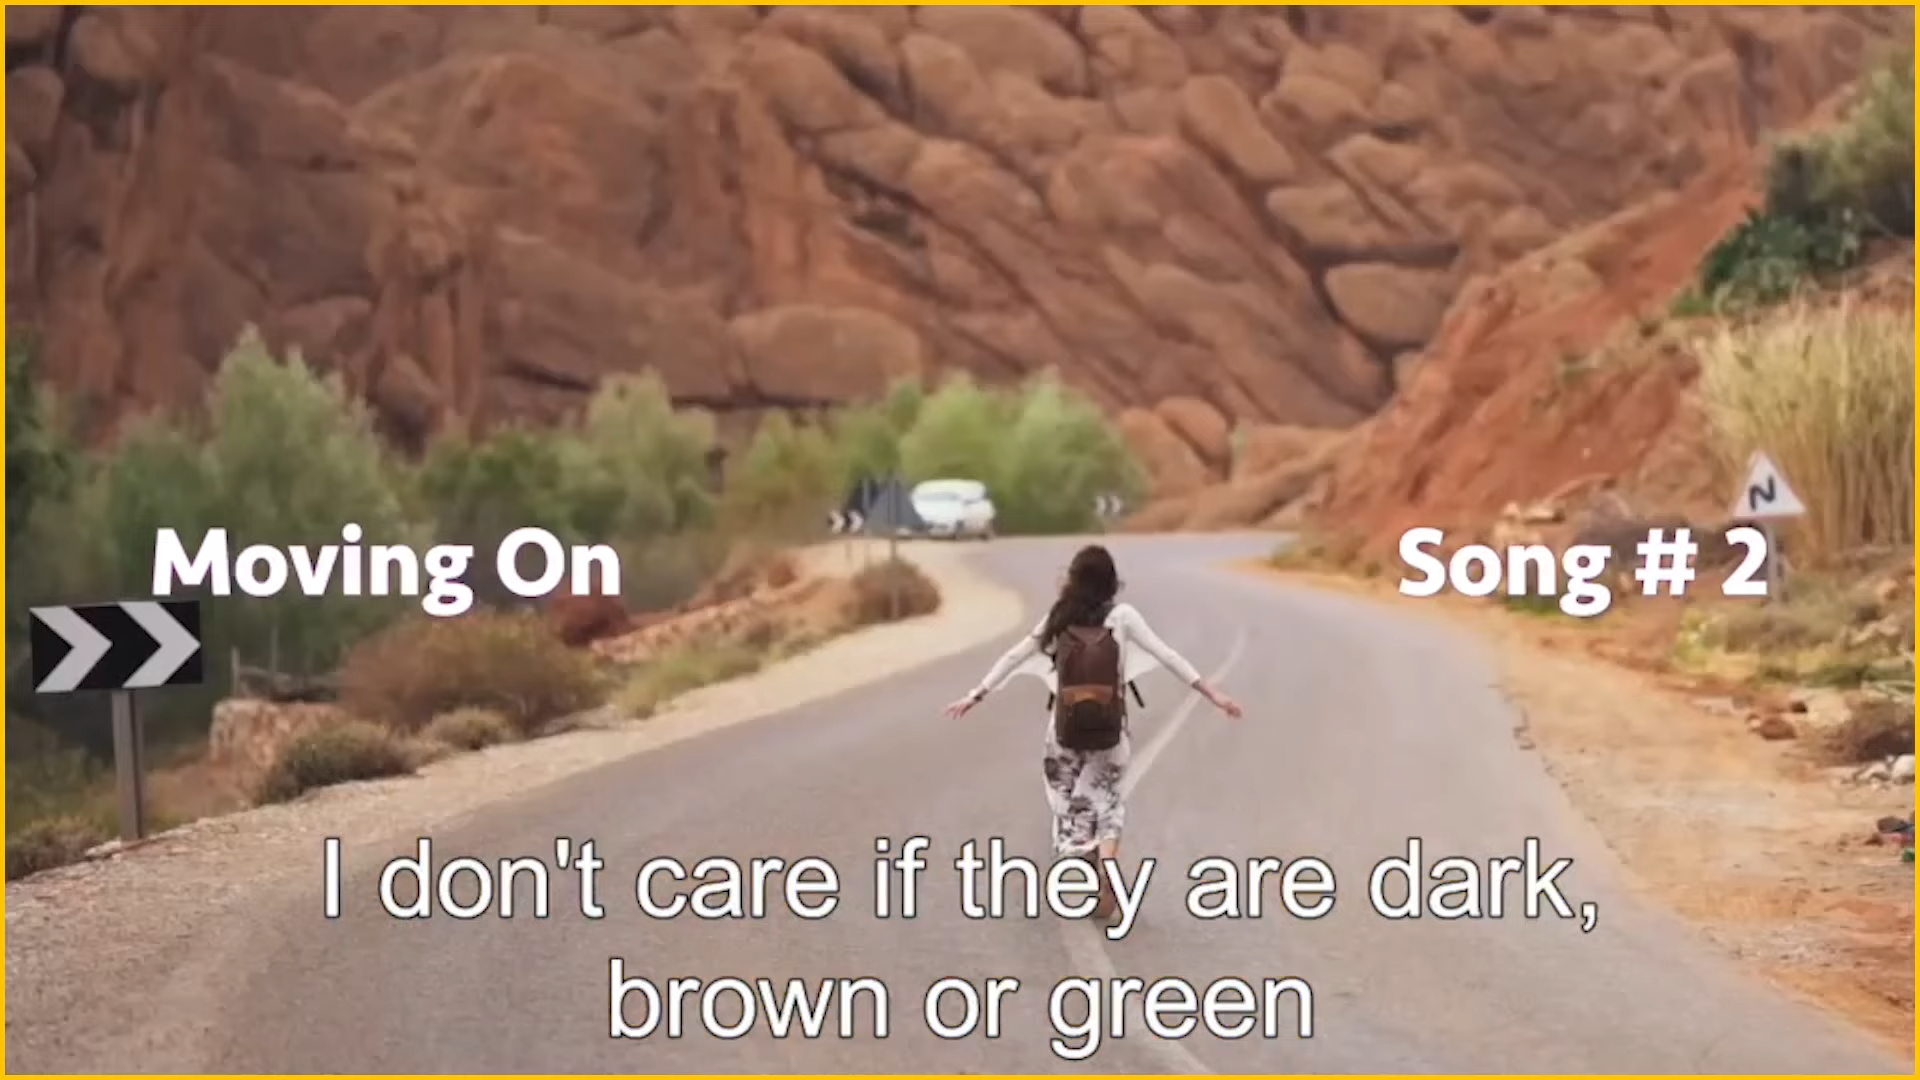 Moving On
Song # 2
I don't care if they are dark,
brown or green